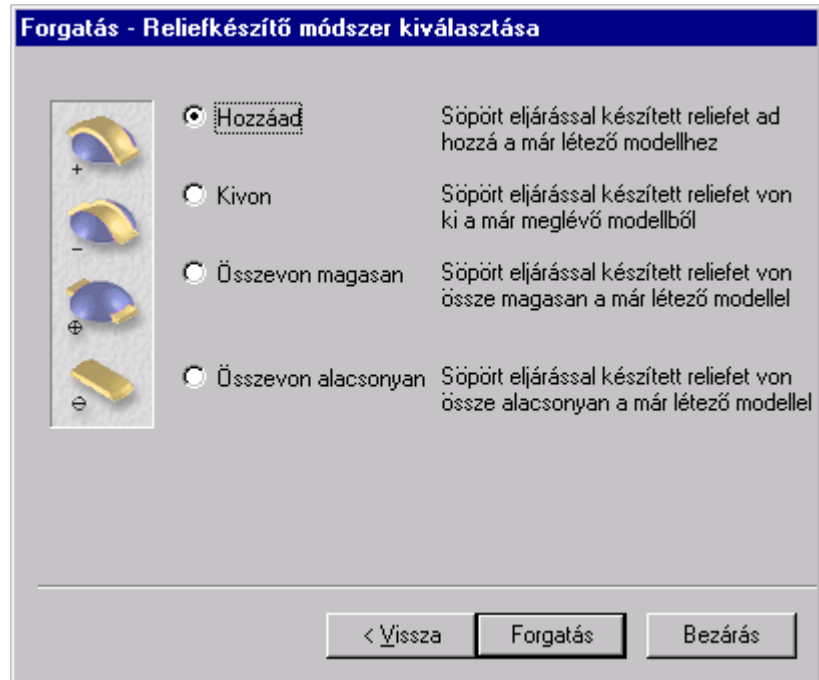 Forgatás - Reliefkészítő módszer kiválasztása
Hozzáad
Söpört eljárással készített reliefet ad
hozzá a már létező modellhez
Kivon
Söpört eljárással készített reliefet von
ki a már meglévő modellből
Összevon magasan
Söpört eljárással készített reliefet von
össze magasan a már létező modellel
Összevon alacsonyan
Söpört eljárással készített reliefet von
össze alacsonyan a már létező modellel
< Vissza
Forgatás
Bezárás